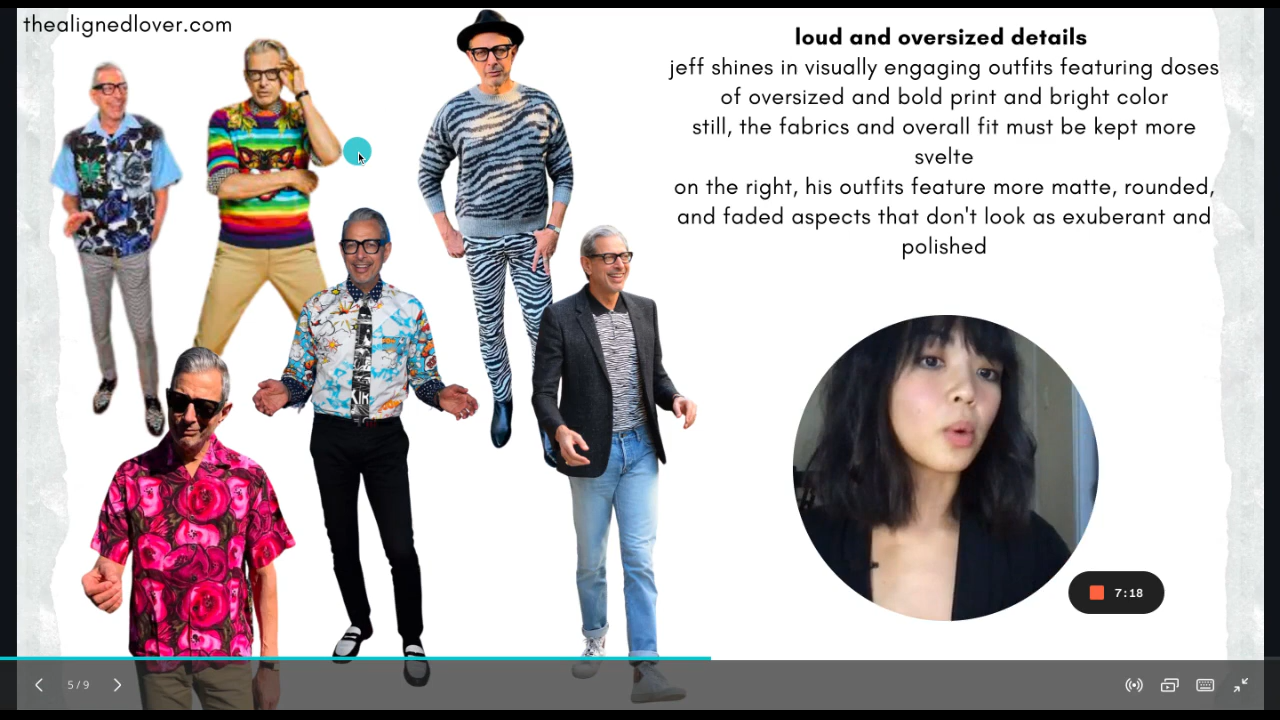 thealignedlover.com
loud and oversized details
jeff shines in visually engaging outfits featuring doses
of oversized and bold print and bright color
still, the fabrics and overall fit must be kept more
svelte
on the right, his outfits feature more matte, rounded,
and faded aspects that don't look as exuberant and
polished
7:18
5/9